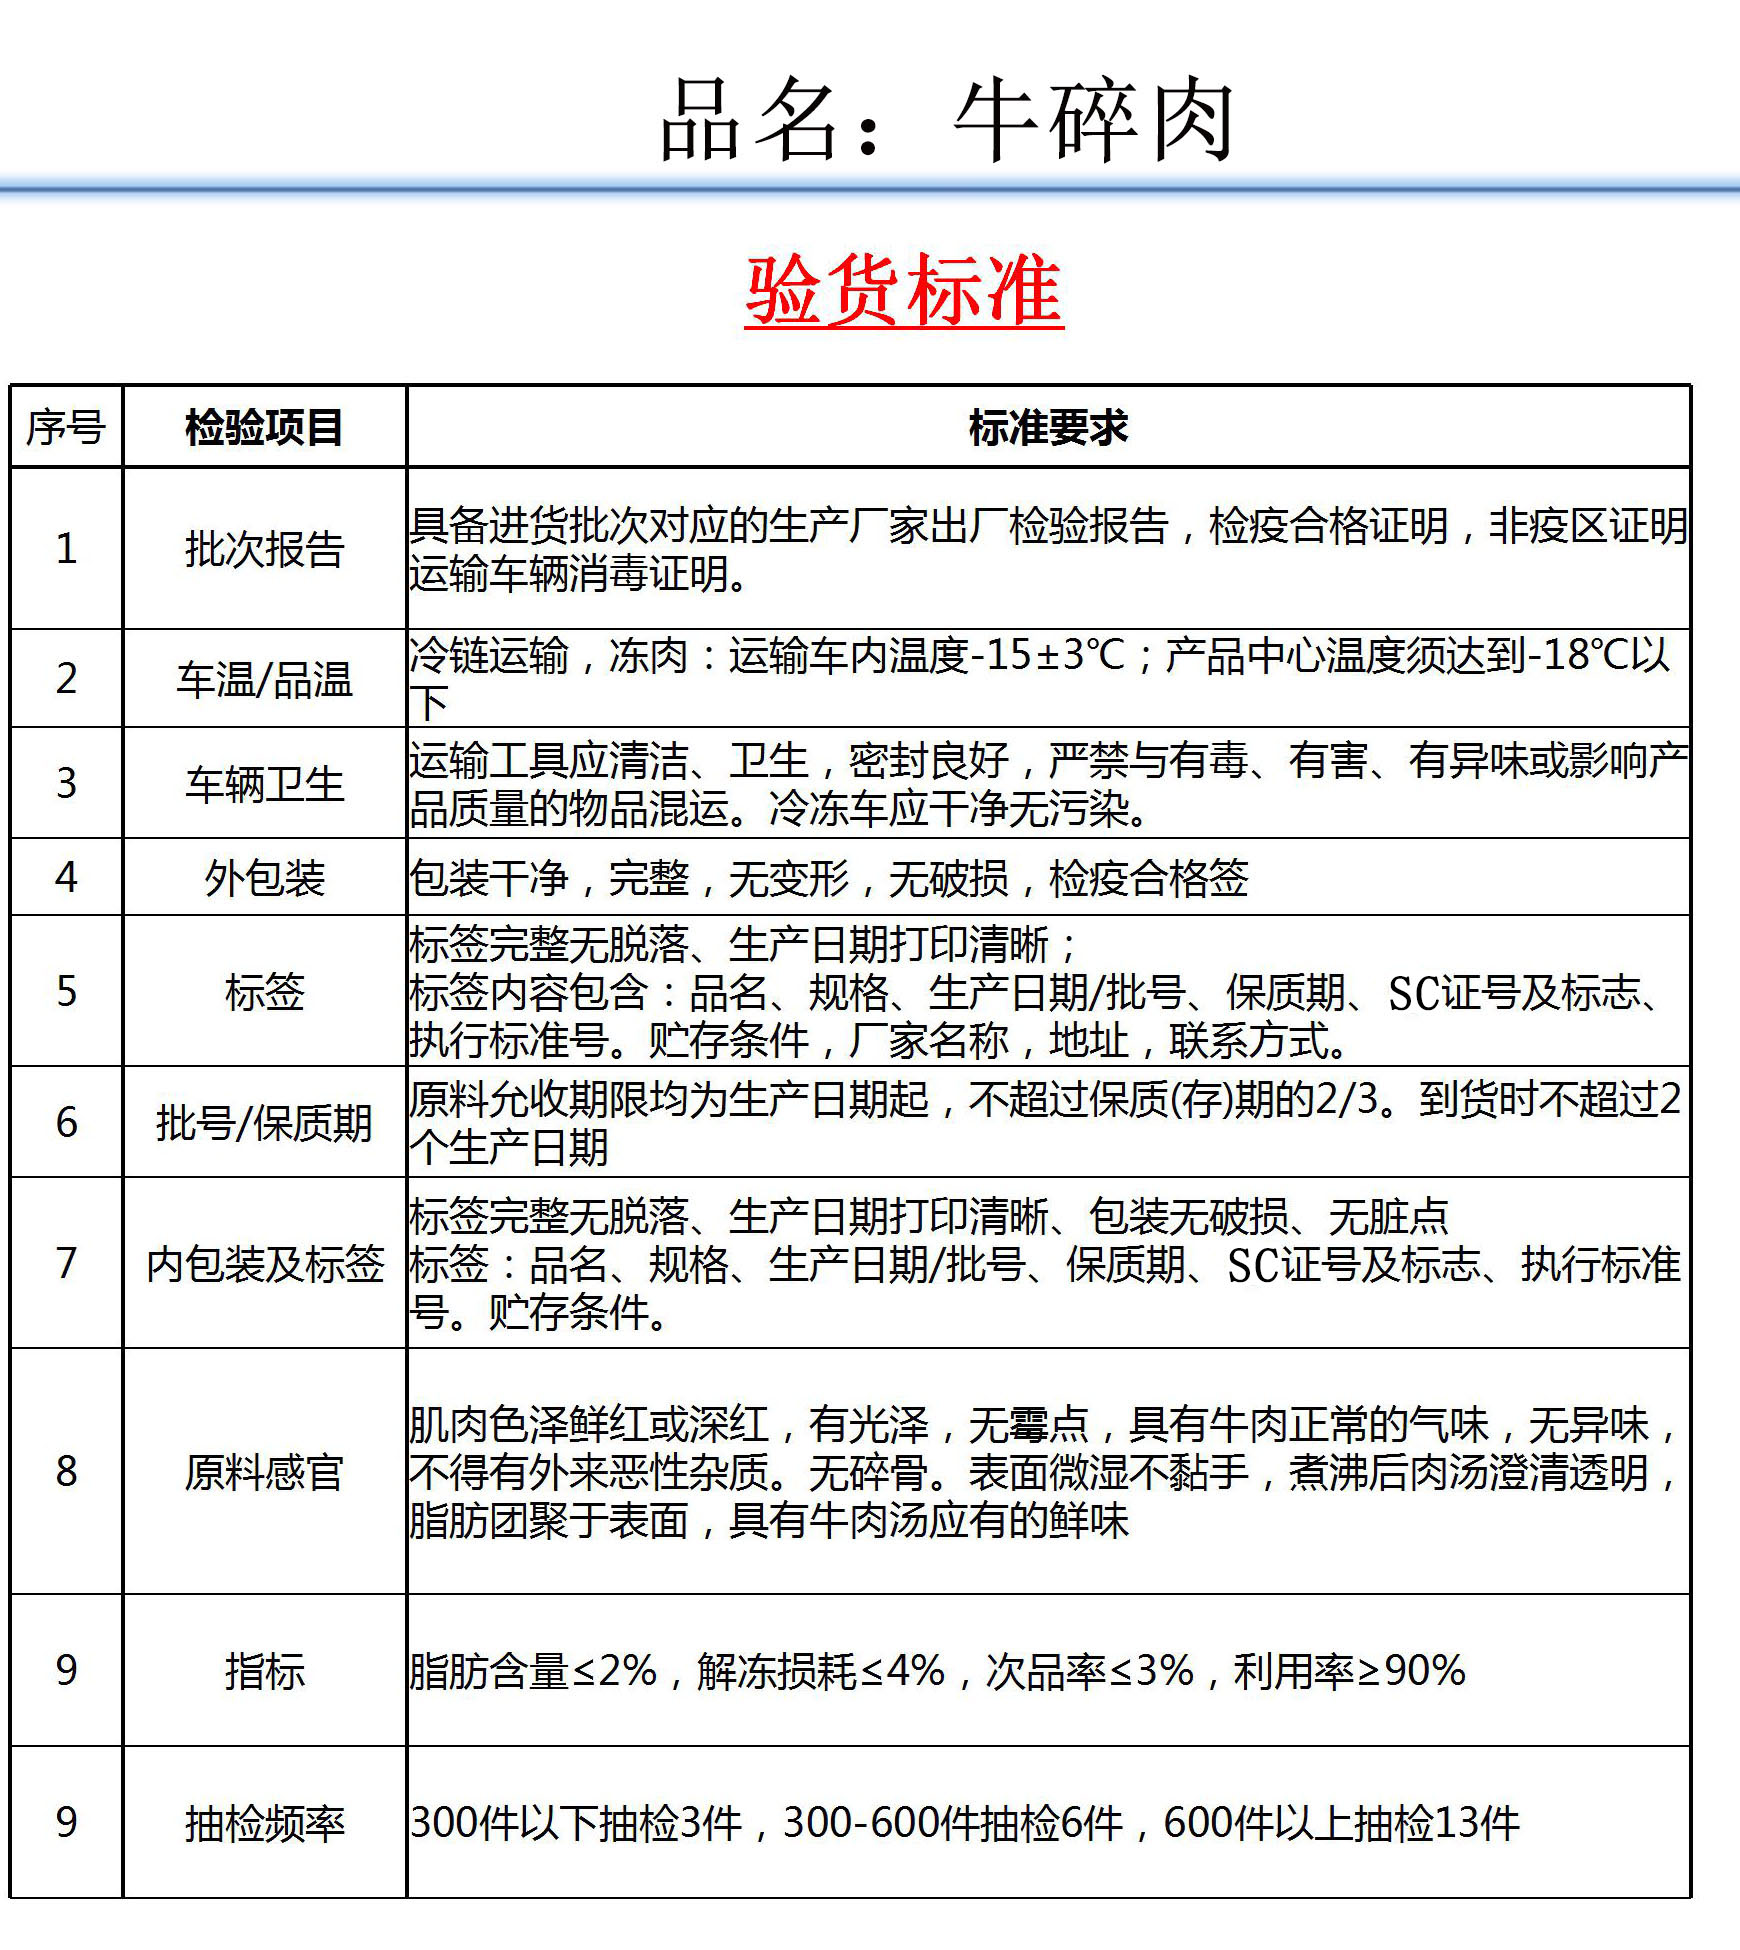 品名：牛碎肉
验货标准
序号 检验项目 标准要求
1 批次报告 具备进货批次对应的生产厂家出厂检验报告，检疫合格证明，非疫区证明
运输车辆消毒证明。
2 车温/品温 冷链运输，冻肉：运输车内温度-15±3℃；产品中心温度须达到-18℃以
下
3 车辆卫生 运输工具应清洁、卫生，密封良好，严禁与有毒、有害、有异味或影响产
品质量的物品混运。冷冻车应干净无污染。
4 外包装 包装干净，完整，无变形，无破损，检疫合格签
5 标签 标签完整无脱落、生产日期打印清晰；
标签内容包含：品名、规格、生产日期/批号、保质期、SC证号及标志、
执行标准号。贮存条件，厂家名称，地址，联系方式。
6 批号/保质期 原料允收期限均为生产日期起，不超过保质(存)期的2/3。到货时不超过2
个生产日期
7 内包装及标签 标签完整无脱落、生产日期打印清晰、包装无破损、无脏点
标签：品名、规格、生产日期/批号、保质期、SC证号及标志、执行标准
号。贮存条件。
8 原料感官 肌肉色泽鲜红或深红，有光泽，无霉点，具有牛肉正常的气味，无异味，
不得有外来恶性杂质。无碎骨。表面微湿不黏手，煮沸后肉汤澄清透明，
脂肪团聚于表面，具有牛肉汤应有的鲜味
9 指标 脂肪含量≤2%，解冻损耗≤4%，次品率≤3%，利用率≥90%
9 抽检频率 300件以下抽检3件，300-600件抽检6件，600件以上抽检13件